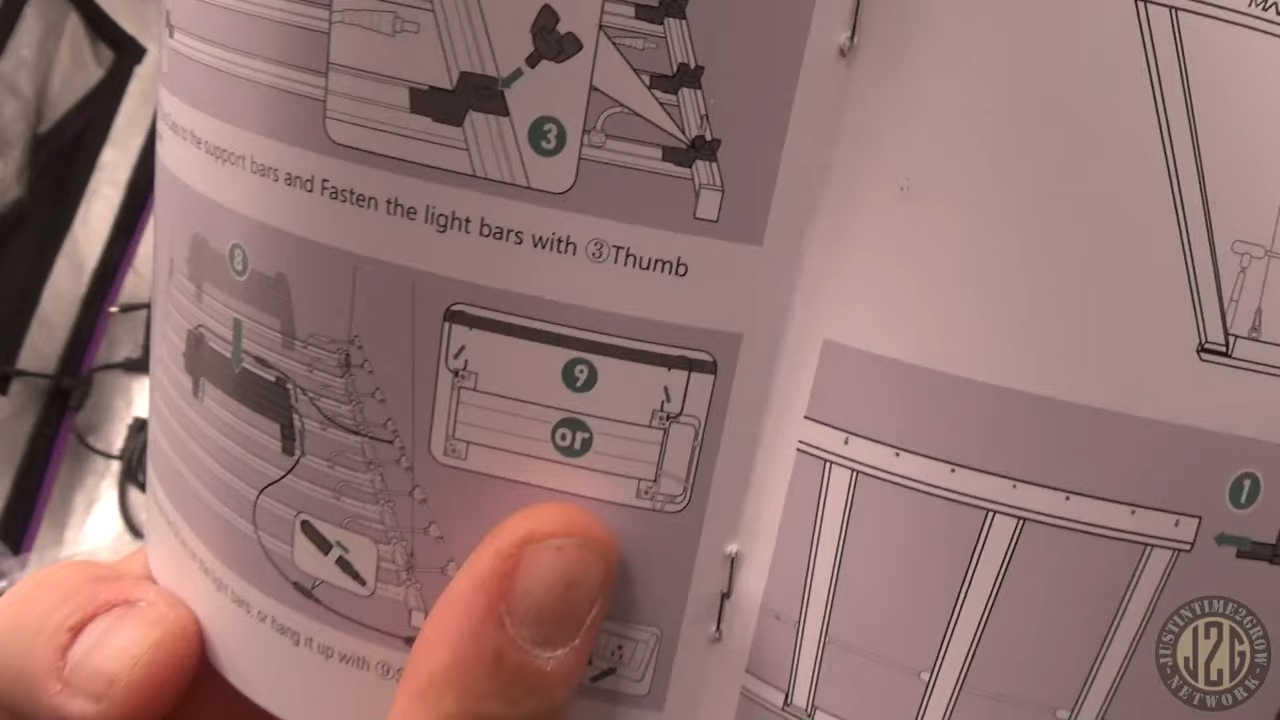 3
to the support bars and Fasten the light bars with ③Thumb
8
9
or
the light bars, or hang it up with ⑨
1
JUSTINTIME2GROW
J2G
NETWORK